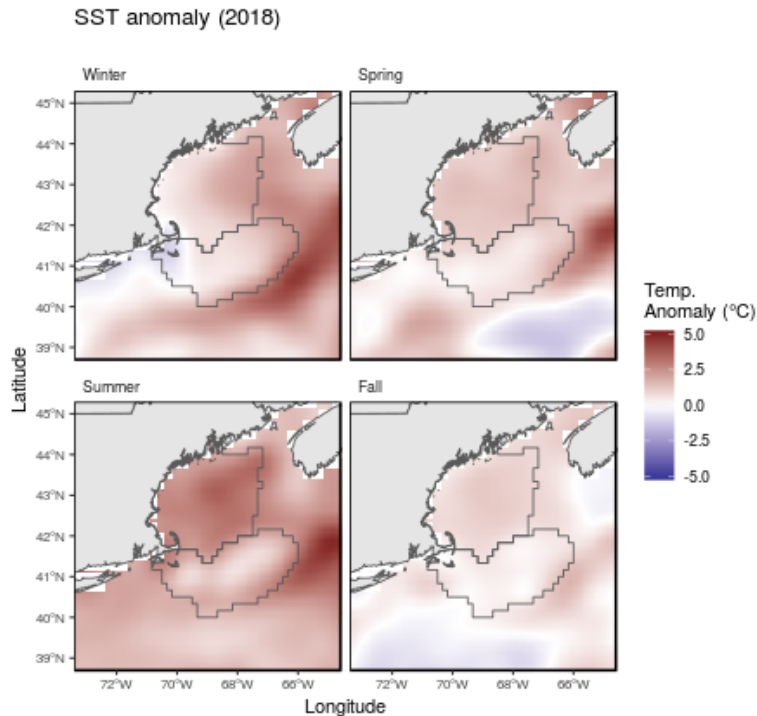 SST anomaly (2018)
Winter
Spring
45°N
44°N
43°N
42°N
41°N
40°N
39°N
Summer
Fall
45°N
44°N
43°N
42°N
41°N
40°N
39°N
72°W 70°W 68°W 66°W
72°W 70°W 68°W 66°W
Longitude
Latitude
Temp.
Anomaly (°C)
5.0
2.5
0.0
-2.5
-5.0